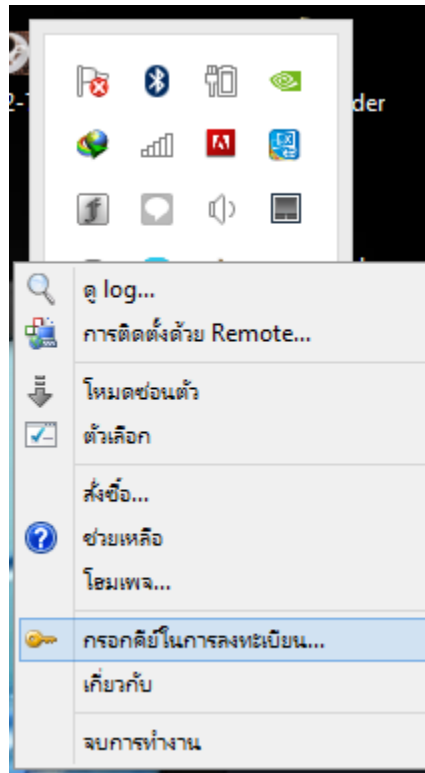 2-
der
ดู log...
การติดตั้งด้วย Remote...
โหมดซ่อนตัว
ตัวเลือก
สั่งซื้อ...
ช่วยเหลือ
โฮมเพจ...
กรอกคีย์ในการลงทะเบียน...
เกี่ยวกับ
จบการทำงาน